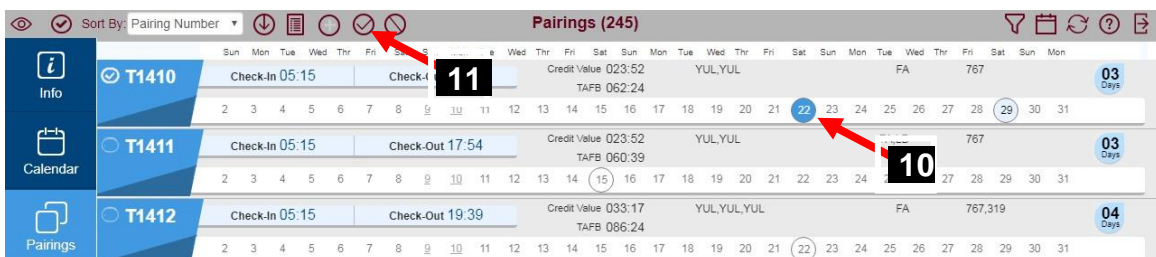 Sort By: Pairing Number Pairings (245)
Sun Mon Tue Wed Thr Fri Wed Thr Fri Sat Sun Mon Tue Wed Thr Fri Sat Sun Mon Tue Wed Thr Fri Sat Sun Mon
i
Info
T1410 Check-In 05:15 11 Credit Value 023:52 YUL,YUL FA 767 03
TAFB 062:24 Days
2 3 4 5 6 7 8 9 10 11 12 13 14 15 16 17 18 19 20 21 22 23 24 25 26 27 28 29 30 31
Calendar
T1411 Check-In 05:15 Check-Out 17:54 Credit Value 023:52 YUL,YUL 767 03
TAFB 060:39 10 Days
2 3 4 5 6 7 8 9 10 11 12 13 14 15 16 17 18 19 20 21 22 23 24 27 28 29 30 31
Pairings
T1412 Check-In 05:15 Check-Out 19:39 Credit Value 033:17 YUL,YUL,YUL FA 767,319 04
TAFB 086:24 Days
2 3 4 5 6 7 8 9 10 11 12 13 14 15 16 17 18 19 20 21 22 23 24 25 26 27 28 29 30 31